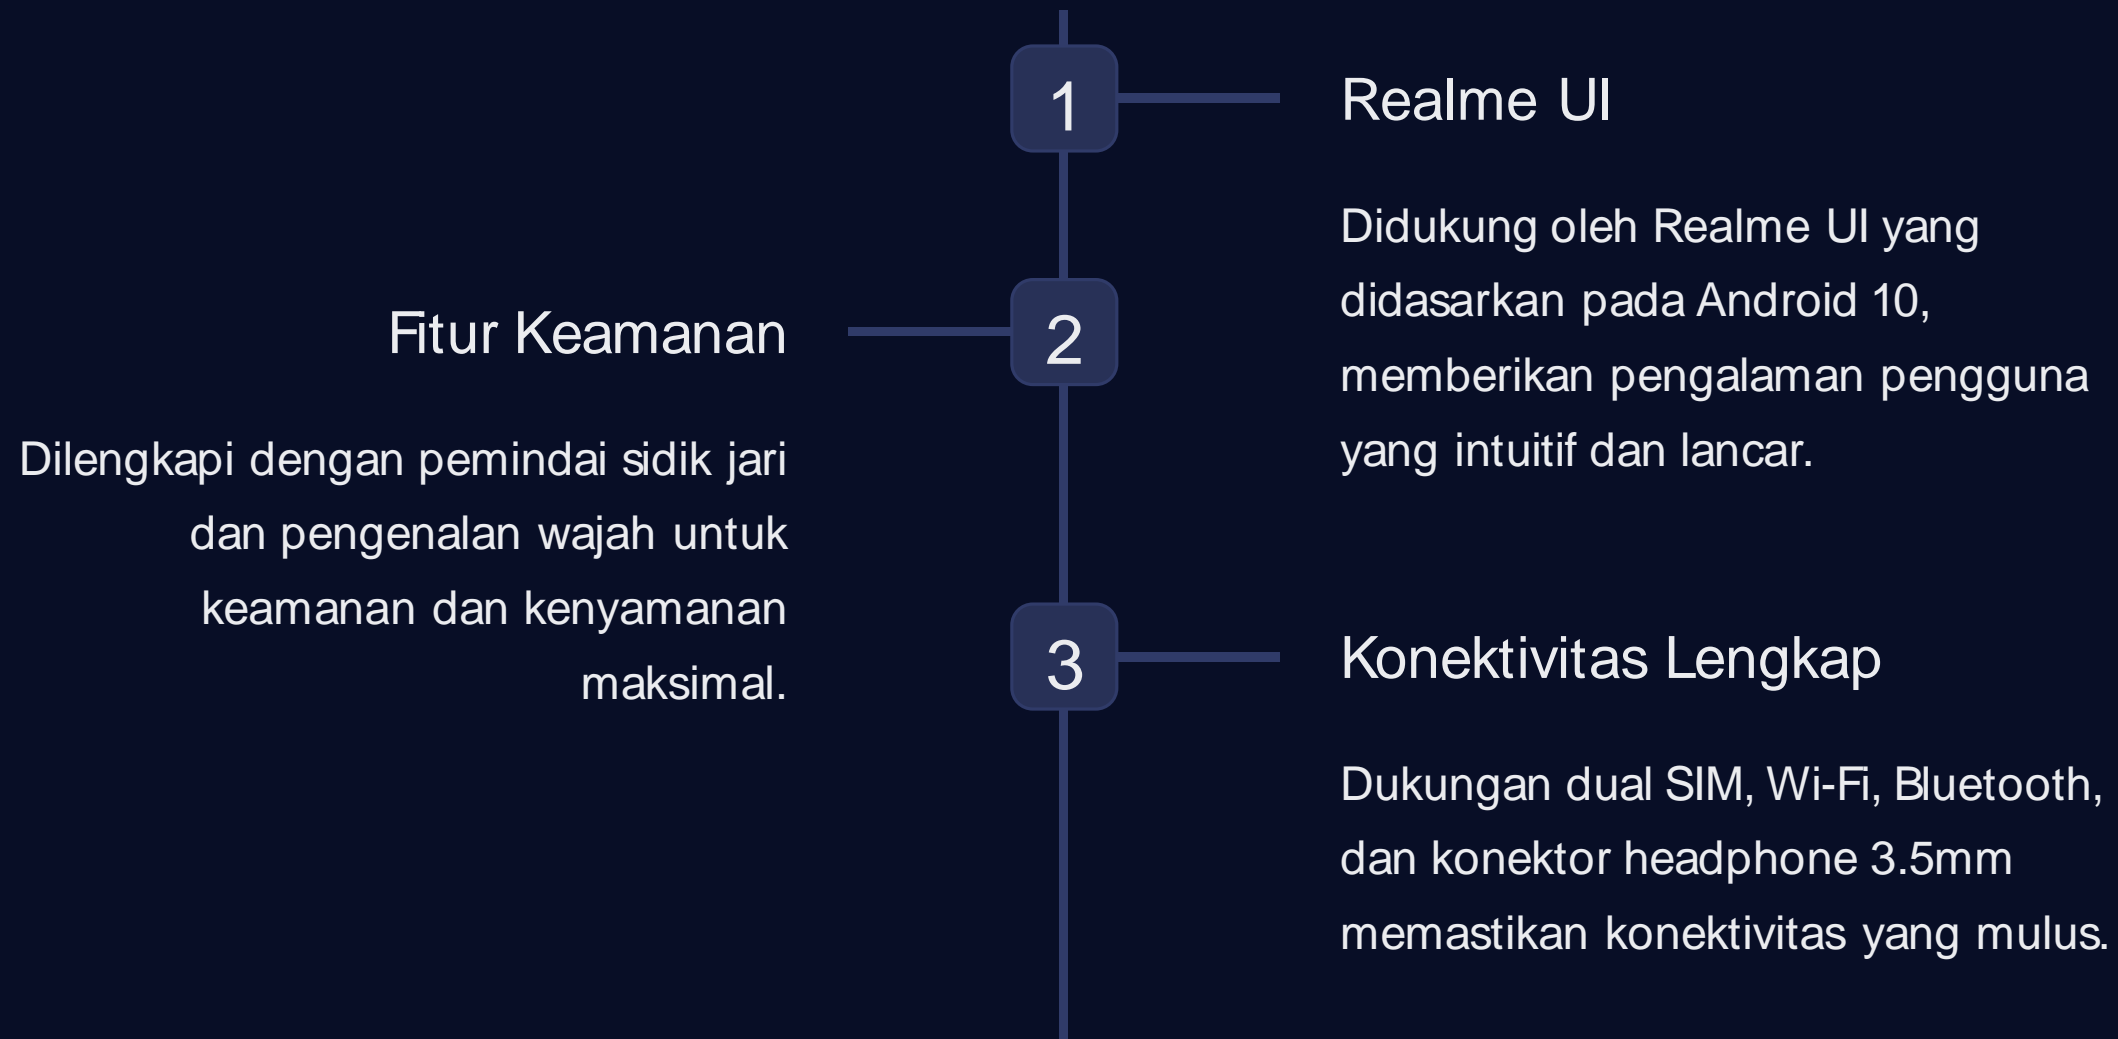 1
Realme UI
Didukung oleh Realme UI yang
didasarkan pada Android 10,
memberikan pengalaman pengguna
yang intuitif dan lancar.
2
Fitur Keamanan
Dilengkapi dengan pemindai sidik jari
dan pengenalan wajah untuk
keamanan dan kenyamanan
maksimal.
3
Konektivitas Lengkap
Dukungan dual SIM, Wi-Fi, Bluetooth,
dan konektor headphone 3.5mm
memastikan konektivitas yang mulus.